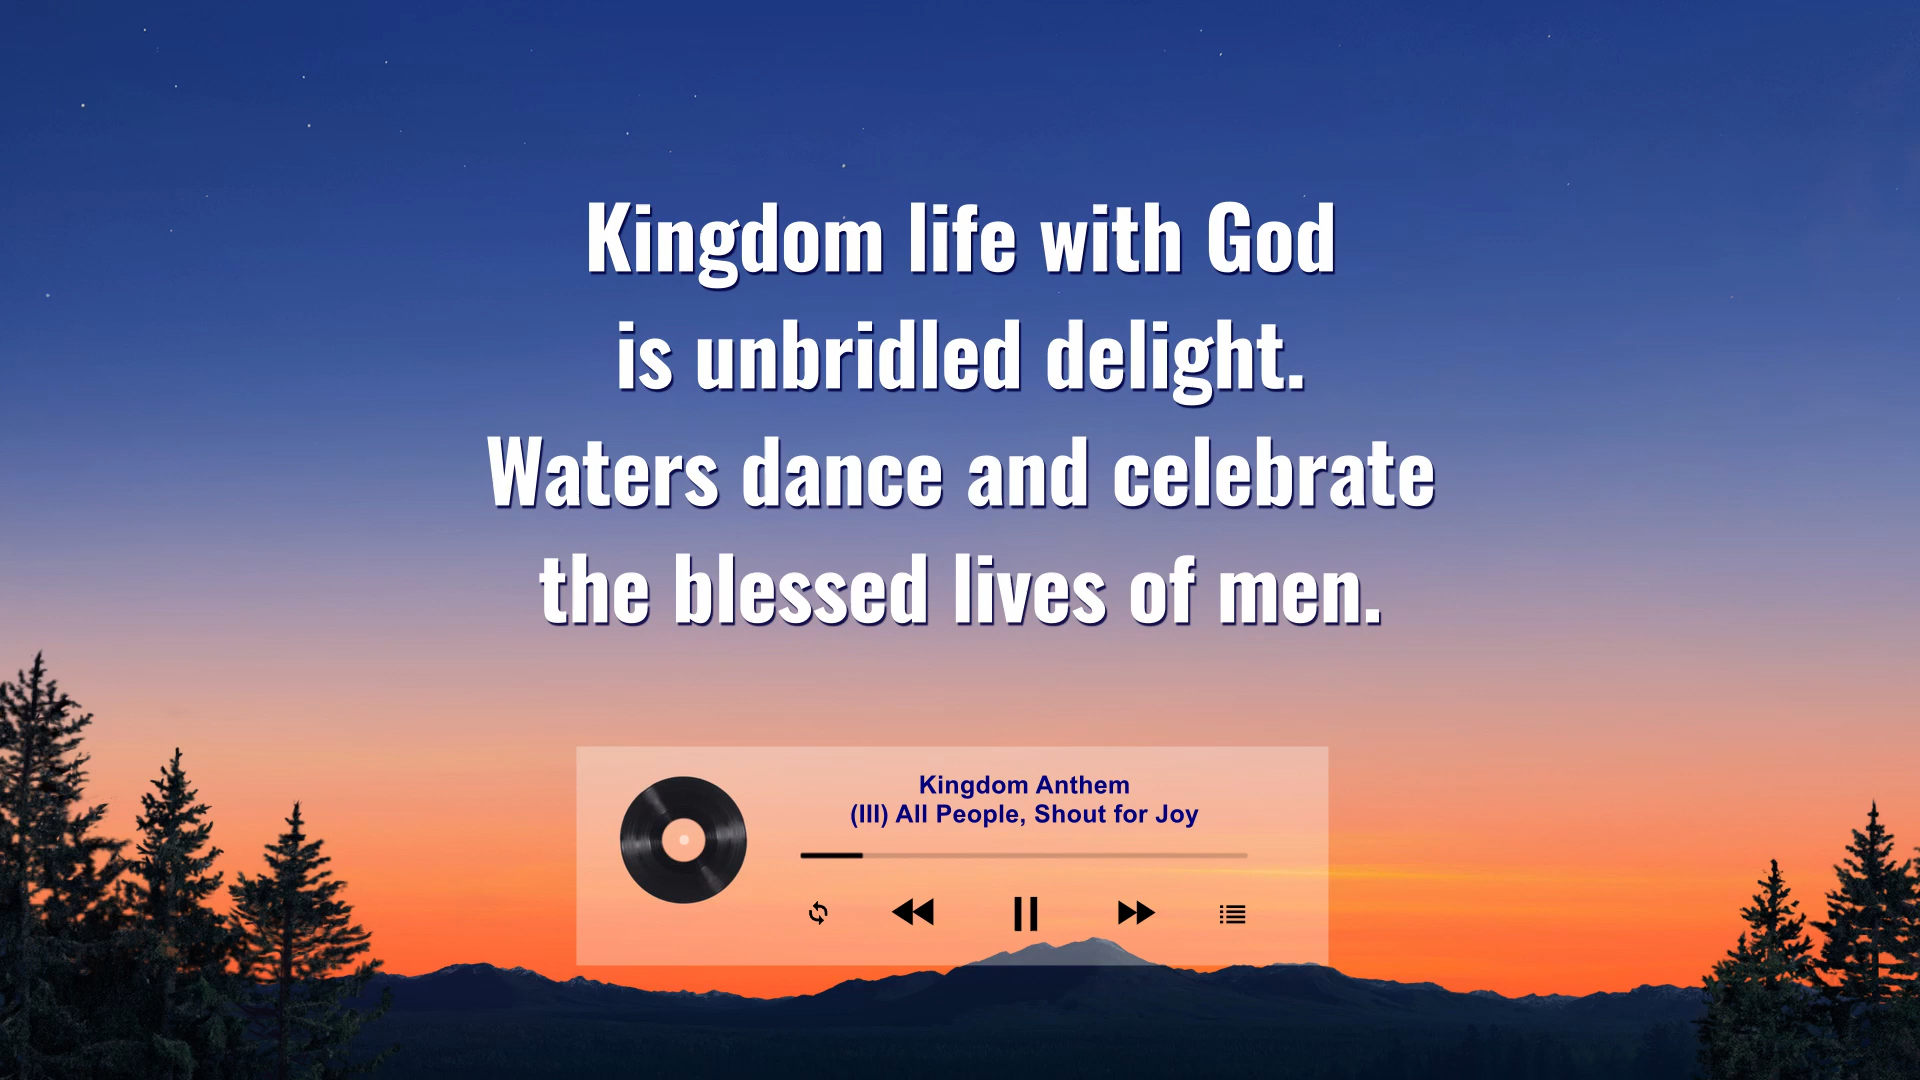 Kingdom life with God
is unbridled delight.
Waters dance and celebrate
the blessed lives of men.
Kingdom Anthem
(III) All People, Shout for Joy